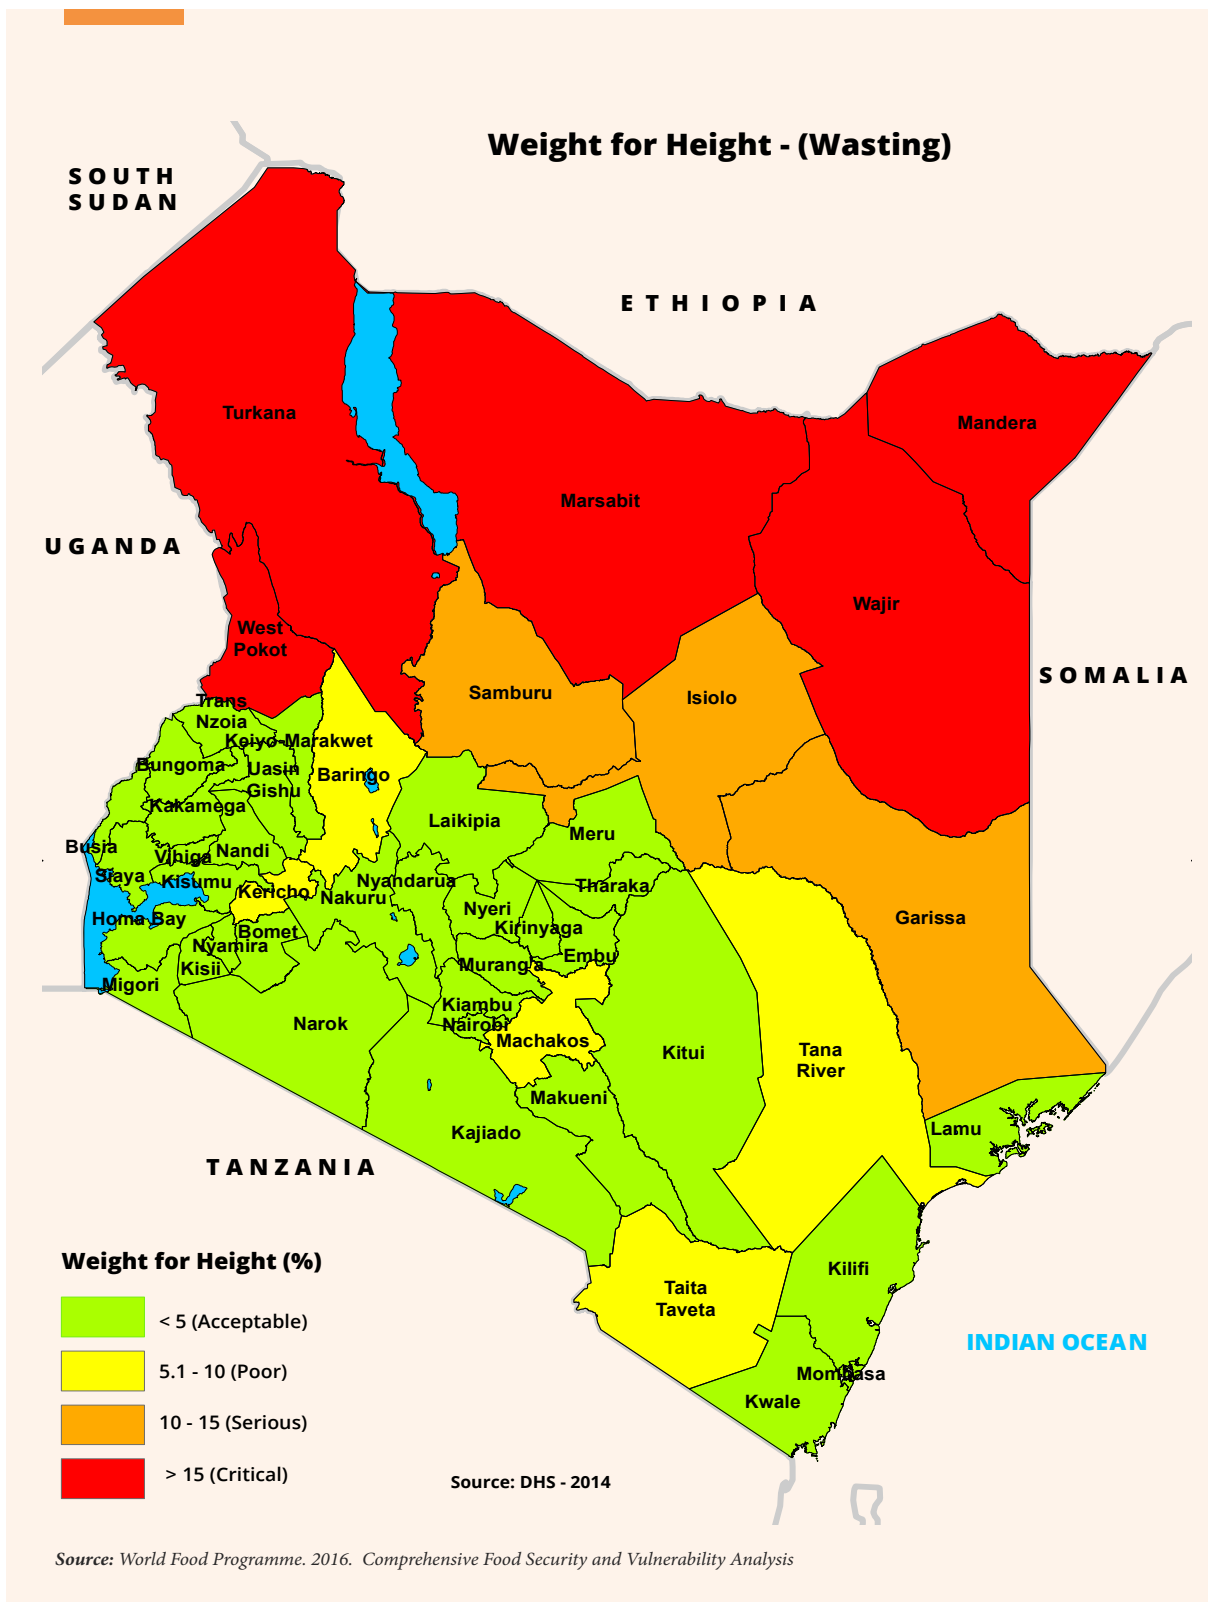 Weight for Height - (Wasting)
SOUTH
SUDAN
ETHIOPIA
Turkana
Mandera
Marsabit
UGANDA
Wajir
West
Pokot
SOMALIA
Samburu
Isiolo
Trans
Nzoia
Keiyo-Marakwet
Bungoma
Uasin
Gishu
Baringo
Kakamega
Laikipia
Meru
Busia
Vihiga
Nandi
Siaya
Kisumu
Kericho
Nakuru
Nyandarua
Tharaka
Homa Bay
Nyeri
Garissa
Bomet
Kirinyaga
Nyamira
Embu
Kisii
Murang'a
Migori
Kiambu
Nairobi
Narok
Machakos
Kitui
Tana
River
Makueni
Kajiado
Lamu
TANZANIA
Weight for Height (%)
Kilifi
Taita
Taveta
< 5 (Acceptable)
INDIAN OCEAN
5.1 - 10 (Poor)
Mombasa
Kwale
10 - 15 (Serious)
> 15 (Critical)
Source: DHS - 2014
Source: World Food Programme. 2016. Comprehensive Food Security and Vulnerability Analysis